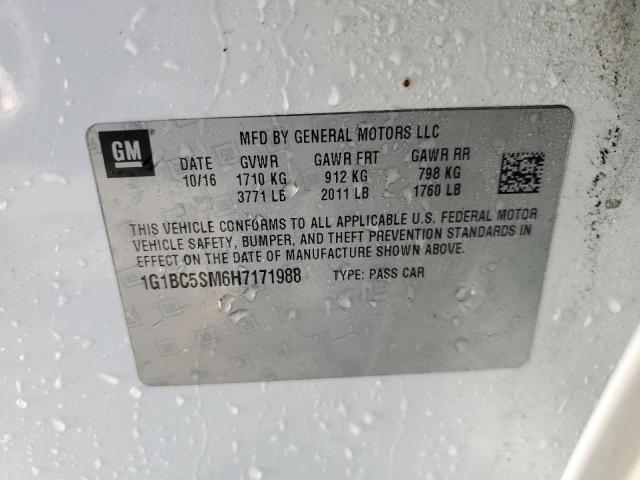 GM
MFD BY GENERAL MOTORS LLC
DATE GVWR GAWR FRT GAWR RR
10/16 1710 KG 912 KG 798 KG
3771 LB 2011 LB 1760 LB
THIS VEHICLE CONFORMS TO ALL APPLICABLE U.S. FEDERAL MOTOR
VEHICLE SAFETY, BUMPER, AND THEFT PREVENTION STANDARDS IN
EFFECT ON THE DATE OF MANUFACTURE SHOWN ABOVE.
1G1BC5SM6H7171988 TYPE: PASS CAR